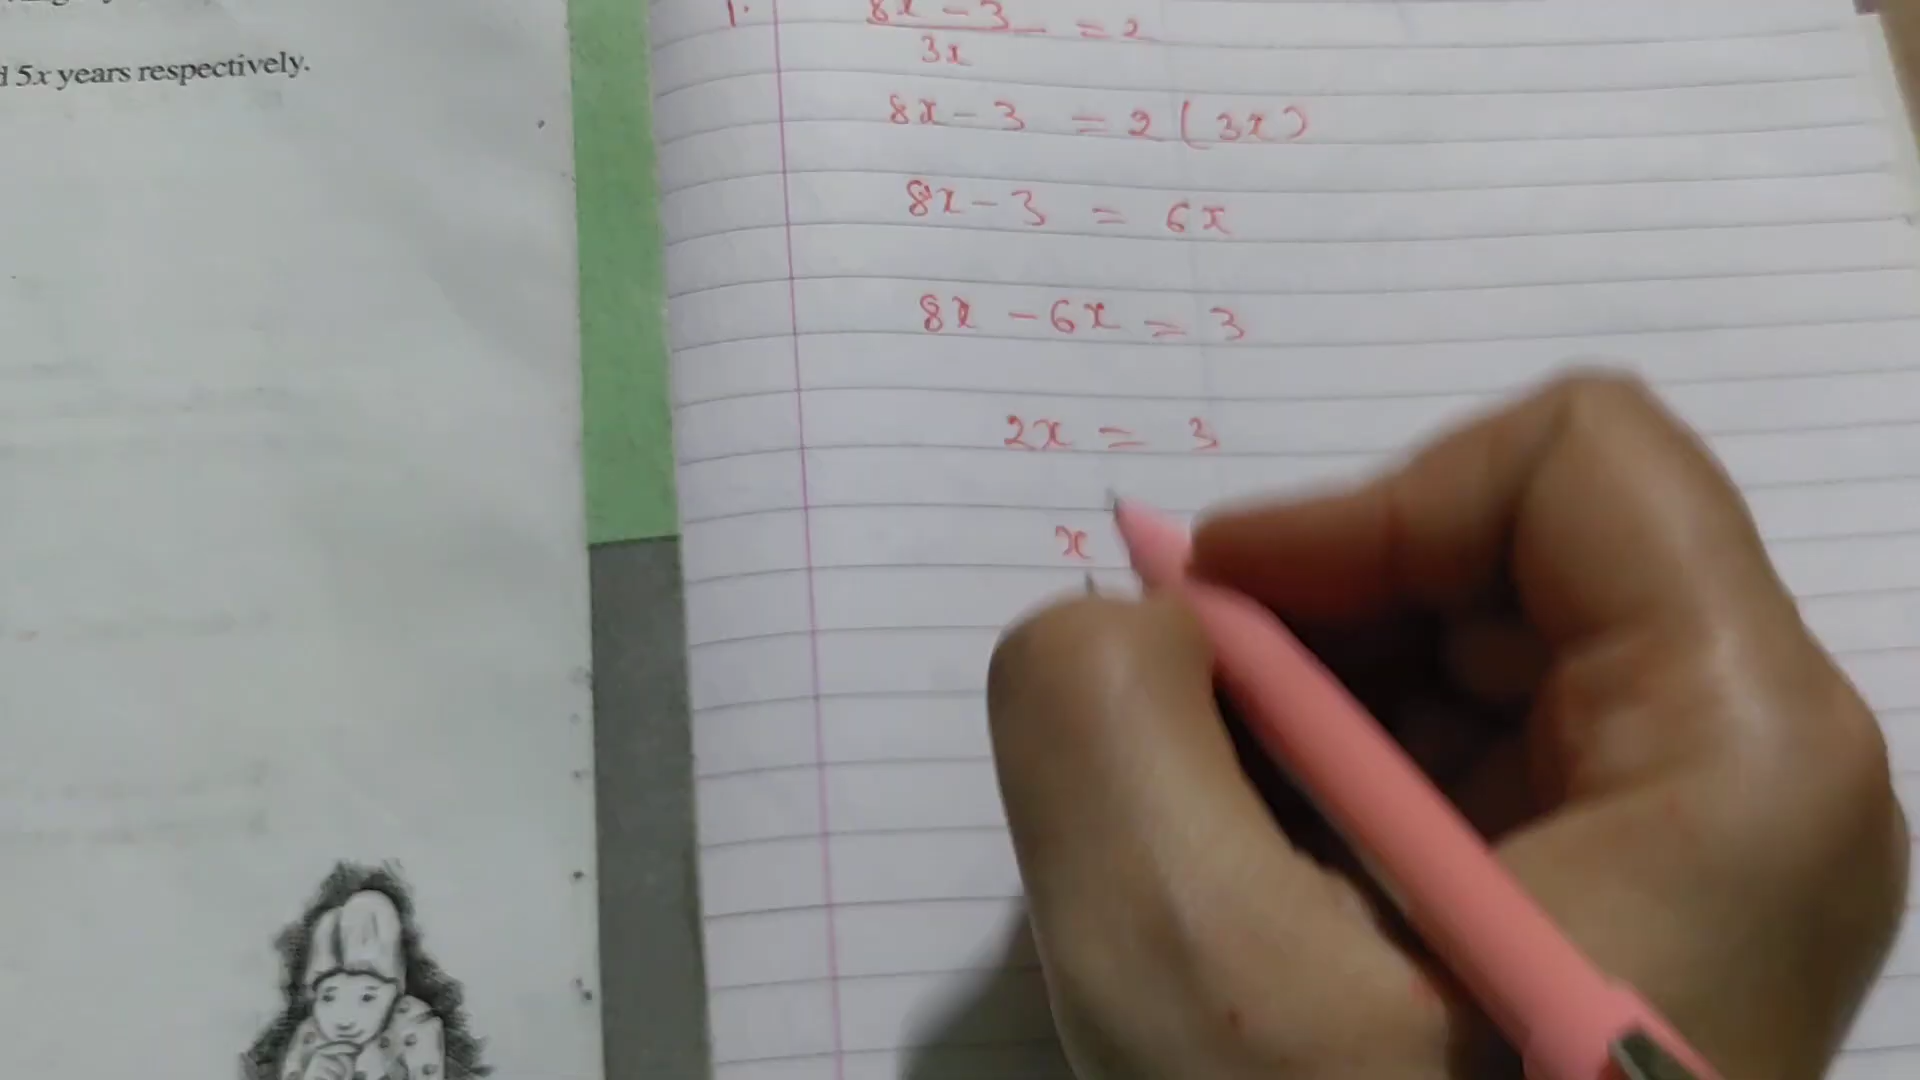 5x years respectively.
1. 8x - 3
3x = 2
8x - 3 = 2 (3x)
8x - 3 = 6x
8x - 6x = 3
2x = 3
x